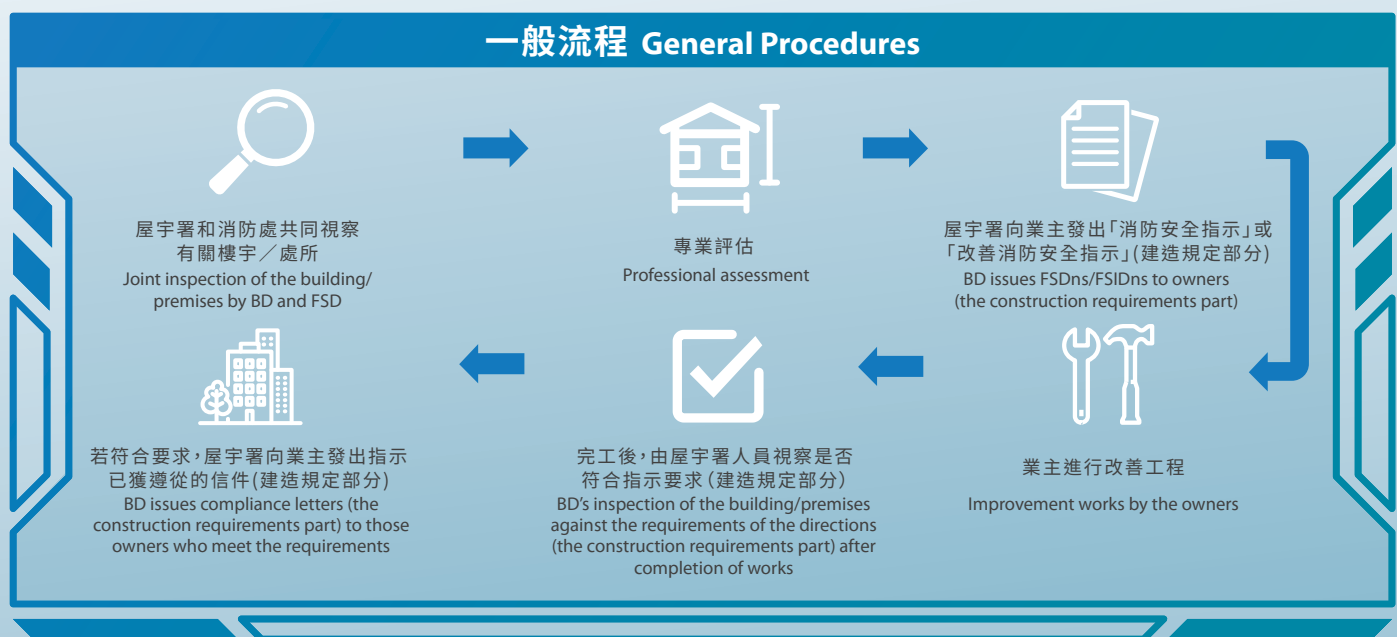 一般流程 General Procedures
屋宇署和消防處共同視察
有關樓宇／處所
Joint inspection of the building/
premises by BD and FSD
專業評估
Professional assessment
屋宇署向業主發出「消防安全指示」或
「改善消防安全指示」(建造規定部分)
BD issues FSDns/FSIDns to owners
(the construction requirements part)
業主進行改善工程
Improvement works by the owners
完工後，由屋宇署人員視察是否
符合指示要求（建造規定部分）
BD’s inspection of the building/premises
against the requirements of the directions
(the construction requirements part) after
completion of works
若符合要求，屋宇署向業主發出指示
已獲遵從的信件(建造規定部分)
BD issues compliance letters (the
construction requirements part) to those
owners who meet the requirements